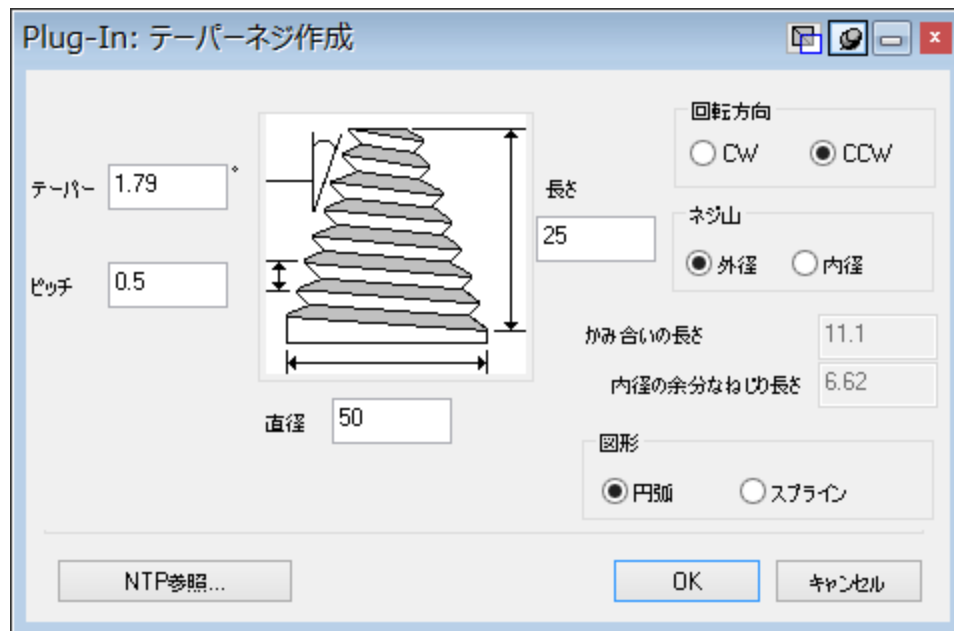 Plug-In: テーパーネジ作成
回転方向
CW CCW
テーパー 1.79 °
長さ
25
ネジ山
外径 内径
ピッチ 0.5
かみ合いの長さ 11.1
内径の余分なねじり長さ 6.62
直径 50
図形
円弧 スプライン
NTP参照... OK キャンセル